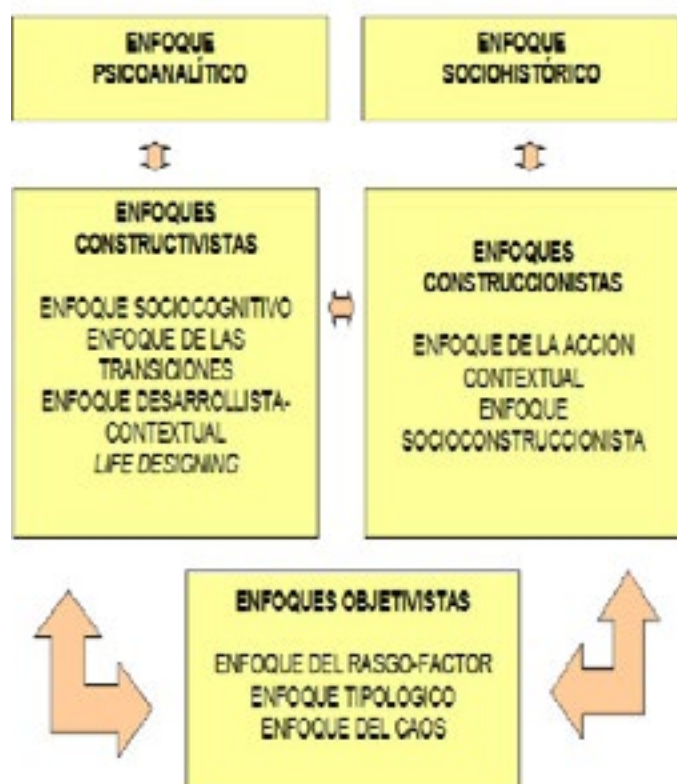 ENFOQUE
PSICOANALÍTICO
ENFOQUE
SOCIOHISTÓRICO
ENFOQUES
CONSTRUCTIVISTAS
ENFOQUE SOCIOCOGNITIVO
ENFOQUE DE LAS
TRANSICIONES
ENFOQUE DESARROLLISTA-
CONTEXTUAL
LIFE DESIGNING
ENFOQUES
CONSTRUCCIONISTAS
ENFOQUE DE LA ACCIÓN
CONTEXTUAL
ENFOQUE
SOCIOCONSTRUCCIONISTA
ENFOQUES OBJETIVISTAS
ENFOQUE DEL RASGO-FACTOR
ENFOQUE TIPOLOGICO
ENFOQUE DEL CAOS